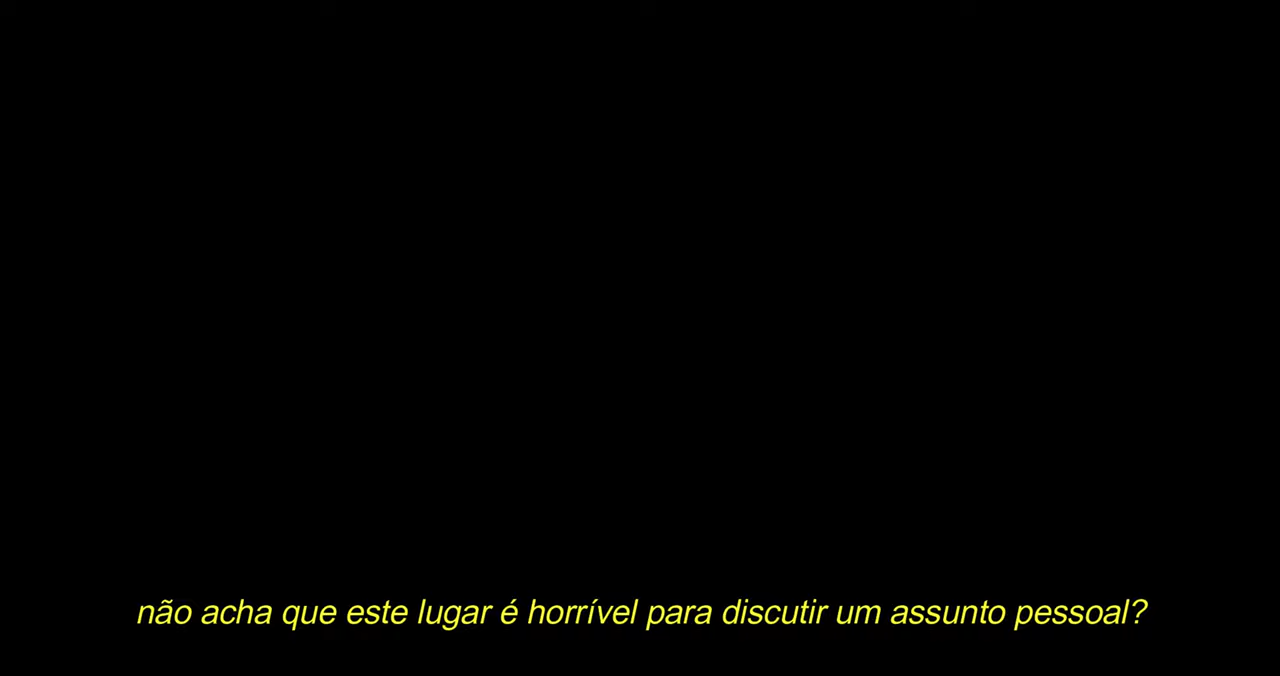 não acha que este lugar é horrível para discutir um assunto pessoal?